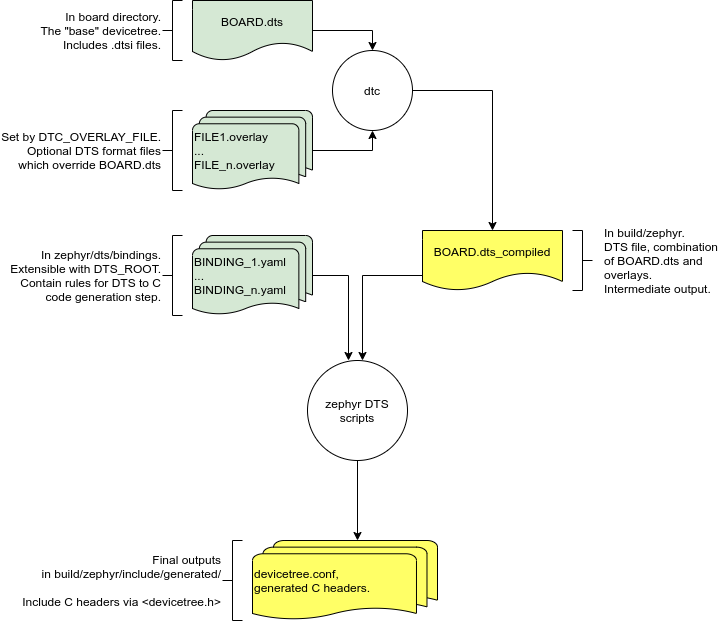 In board directory.
The "base" devicetree.
Includes .dtsi files.
BOARD.dts
dtc
Set by DTC_OVERLAY_FILE.
Optional DTS format files
which override BOARD.dts
FILE1.overlay
...
FILE_n.overlay
In zephyr/dts/bindings.
Extensible with DTS_ROOT.
Contain rules for DTS to C
code generation step.
BINDING_1.yaml
...
BINDING_n.yaml
BOARD.dts_compiled
In build/zephyr.
DTS file, combination
of BOARD.dts and
overlays.
Intermediate output.
zephyr DTS
scripts
Final outputs
in build/zephyr/include/generated/
Include C headers via <devicetree.h>
devicetree.conf,
generated C headers.